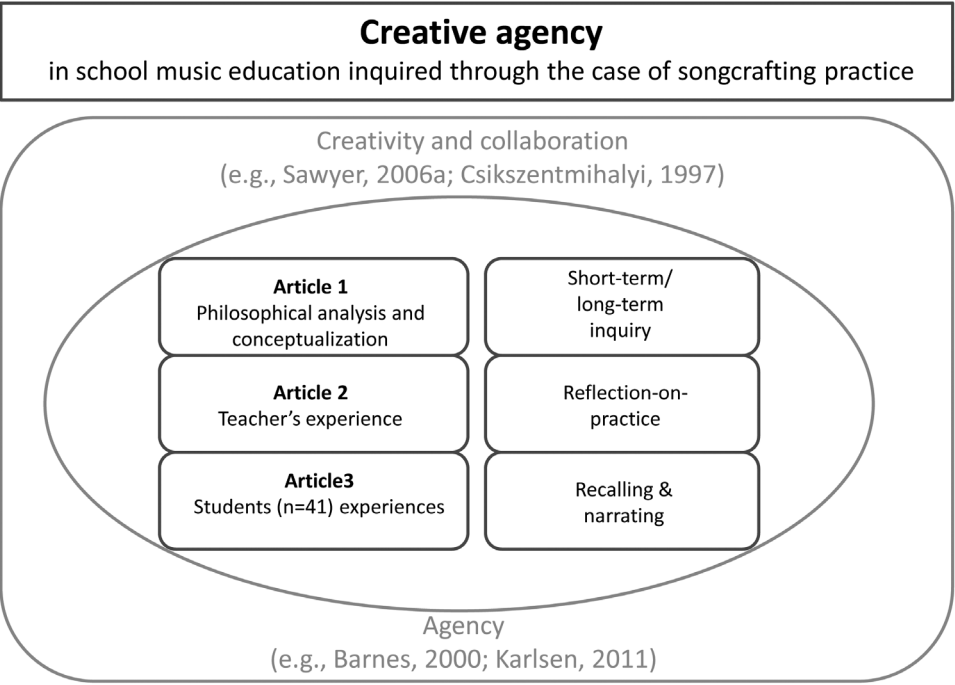 Creative agency
in school music education inquired through the case of songcrafting practice
Creativity and collaboration
(e.g., Sawyer, 2006a; Csikszentmihalyi, 1997)
Article 1
Philosophical analysis and
conceptualization
Short-term/
long-term
inquiry
Article 2
Teacher’s experience
Reflection-on-
practice
Article3
Students (n=41) experiences
Recalling &
narrating
Agency
(e.g., Barnes, 2000; Karlsen, 2011)